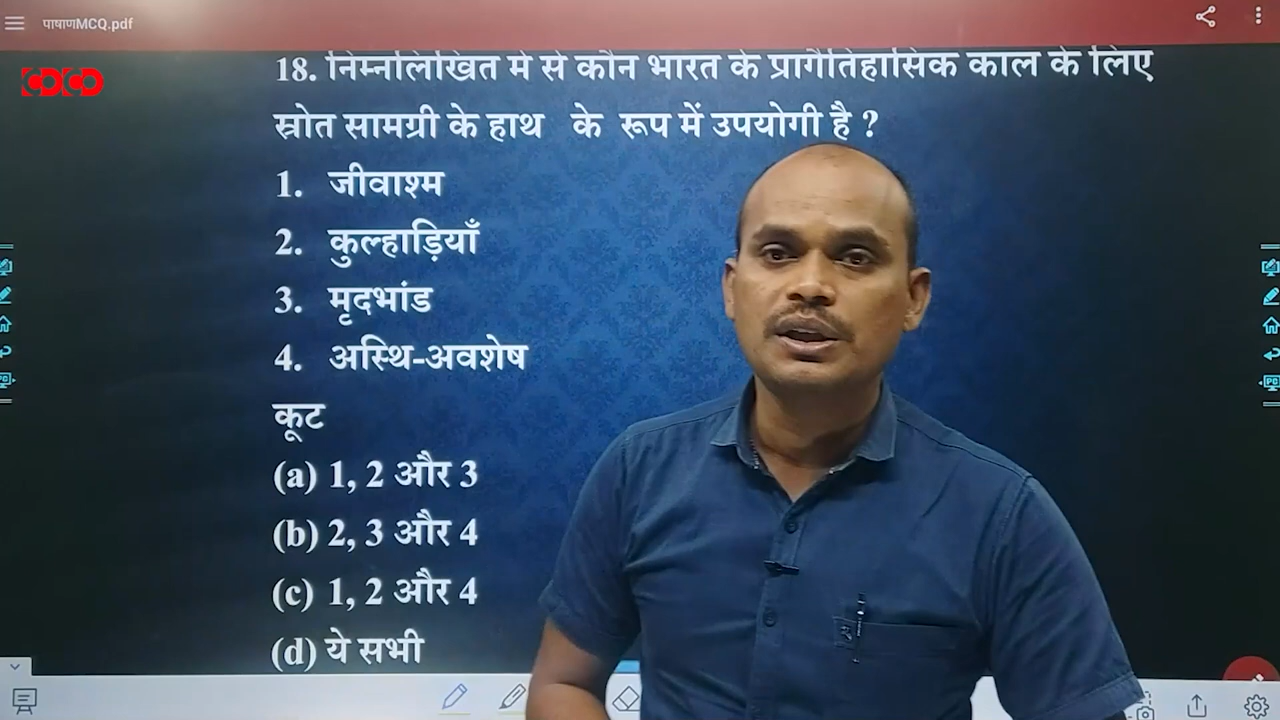 पाषाणMCQ.pdf
COCO
18. निम्नलिखित मे से कौन भारत के प्रागैतिहासिक काल के लिए
स्रोत सामग्री के हाथ के रूप में उपयोगी है ?
1. जीवाश्म
2. कुल्हाड़ियाँ
3. मृदभांड
4. अस्थि-अवशेष
कूट
(a) 1, 2 और 3
(b) 2, 3 और 4
(c) 1, 2 और 4
(d) ये सभी